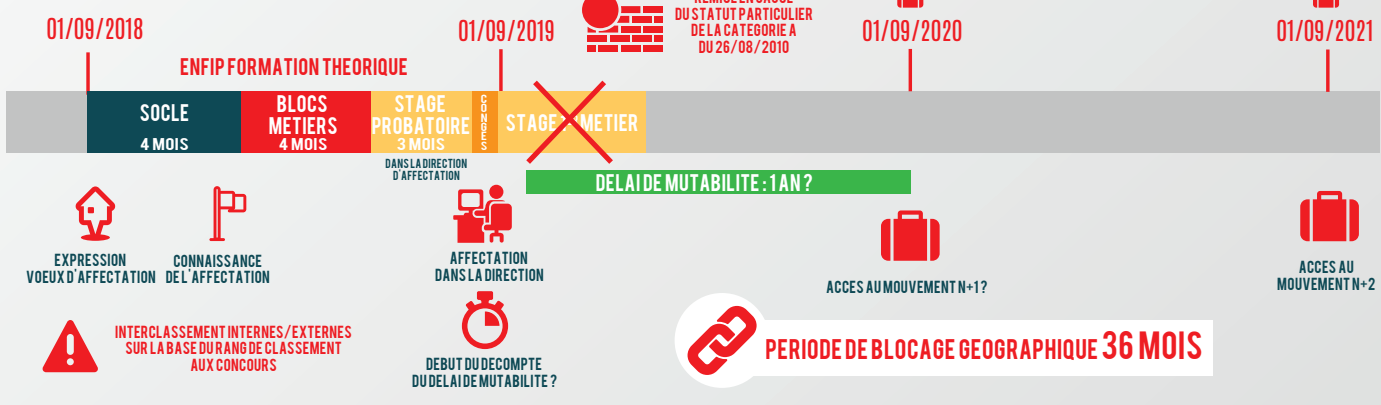 REMISE EN CAUSE
DU STATUT PARTICULIER
DE LA CATEGORIE A
DU 26/08/2010
01/09/2018
01/09/2019
01/09/2020
01/09/2021
ENFIP FORMATION THEORIQUE
SOCLE
4 MOIS
BLOCS
METIERS
4 MOIS
STAGE
PROBATOIRE
3 MOIS
CONGÉS
STAGE METIER
DANS LA DIRECTION
D'AFFECTATION
DELAI DE MUTABILITE : 1 AN ?
EXPRESSION
VOEUX D'AFFECTATION
CONNAISSANCE
DE L'AFFECTATION
AFFECTATION
DANS LA DIRECTION
ACCES AU MOUVEMENT N+1 ?
ACCES AU
MOUVEMENT N+2
INTERCLASSEMENT INTERNES/EXTERNES
SUR LA BASE DU RANG DE CLASSEMENT
AUX CONCOURS
DEBUT DU DECOMPTE
DU DELAI DE MUTABILITE ?
PERIODE DE BLOCAGE GEOGRAPHIQUE 36 MOIS